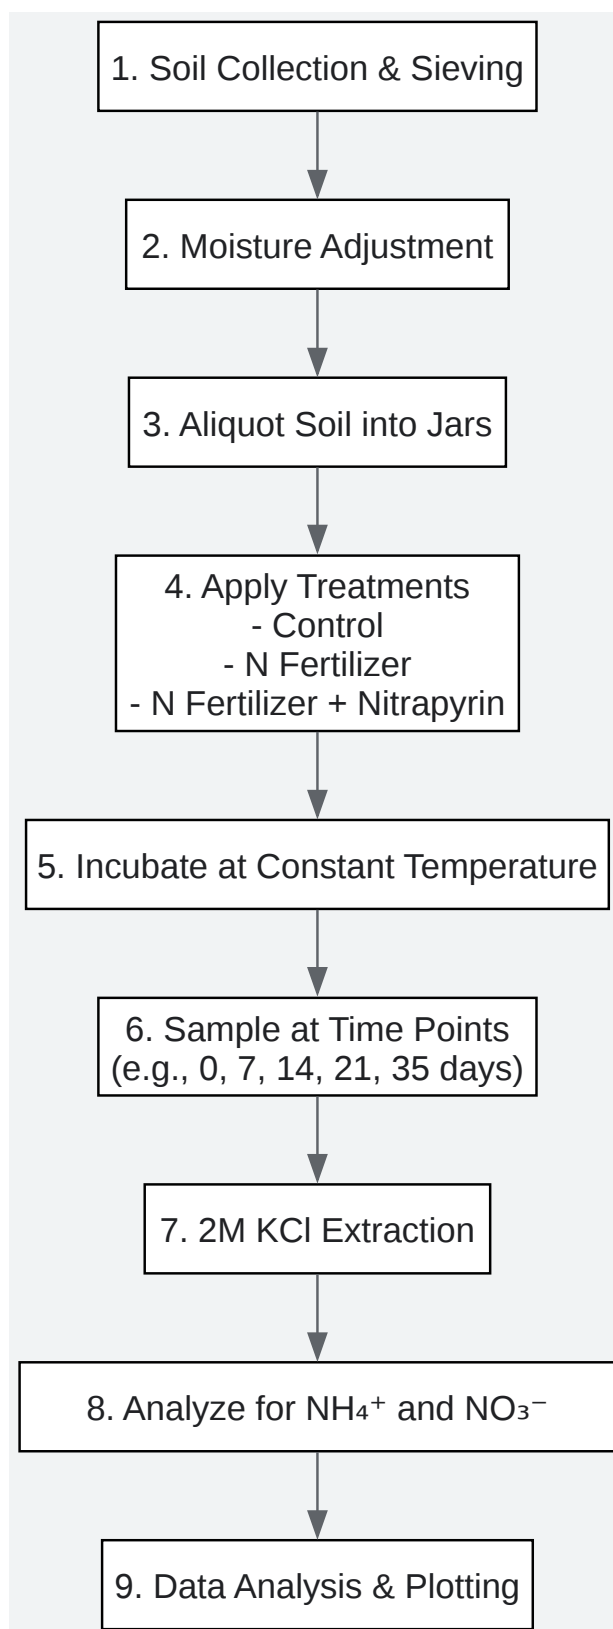 1. Soil Collection & Sieving
2. Moisture Adjustment
3. Aliquot Soil into Jars
4. Apply Treatments
- Control
- N Fertilizer
- N Fertilizer + Nitrapyrin
5. Incubate at Constant Temperature
6. Sample at Time Points
(e.g., 0, 7, 14, 21, 35 days)
7. 2M KCl Extraction
8. Analyze for NH₄⁺ and NO₃⁻
9. Data Analysis & Plotting